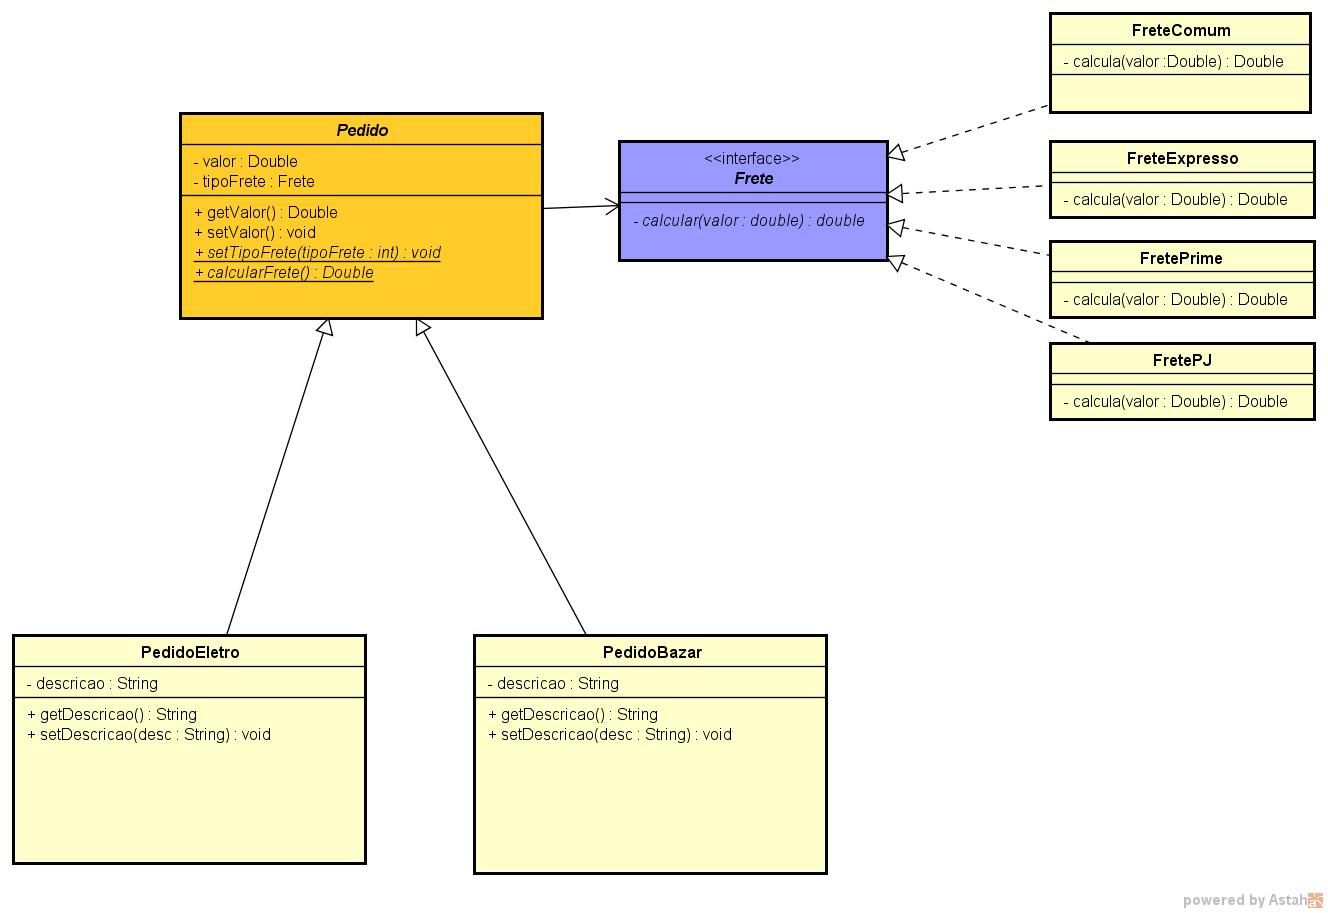 Pedido
- valor : Double
- tipoFrete : Frete
+ getValor() : Double
+ setValor() : void
+ setTipoFrete(tipoFrete : int) : void
+ calcularFrete() : Double
<<interface>>
Frete
- calcular(valor : double) : double
FreteComum
- calcula(valor :Double) : Double
FreteExpresso
- calcula(valor : Double) : Double
FretePrime
- calcula(valor : Double) : Double
FretePJ
- calcula(valor : Double) : Double
PedidoEletro
- descricao : String
+ getDescricao() : String
+ setDescricao(desc : String) : void
PedidoBazar
- descricao : String
+ getDescricao() : String
+ setDescricao(desc : String) : void
powered by Astah